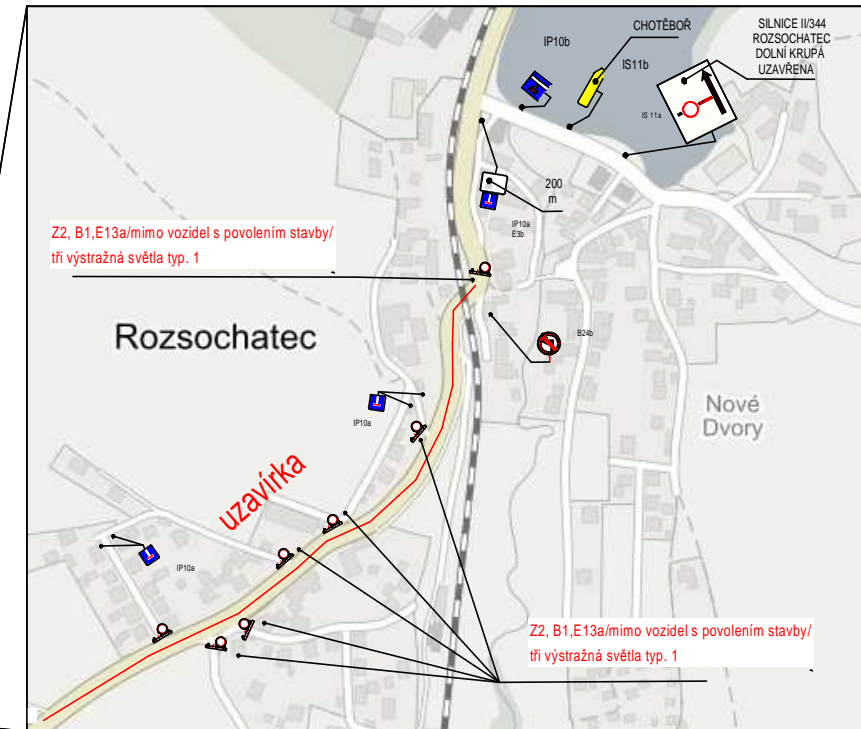 IP10b
CHOTĚBOŘ
IS11b
SILNICE II/344
ROZSOCHATEC
DOLNÍ KRUPÁ
UZAVŘENA
IS 11a
200
m
IP10a
E3b
Z2, B1,E13a/mimo vozidel s povolením stavby/
tři výstražná světla typ. 1
Rozsochatec
B24b
IP10a
Nové
Dvory
uzavírka
IP10a
Z2, B1,E13a/mimo vozidel s povolením stavby/
tři výstražná světla typ. 1